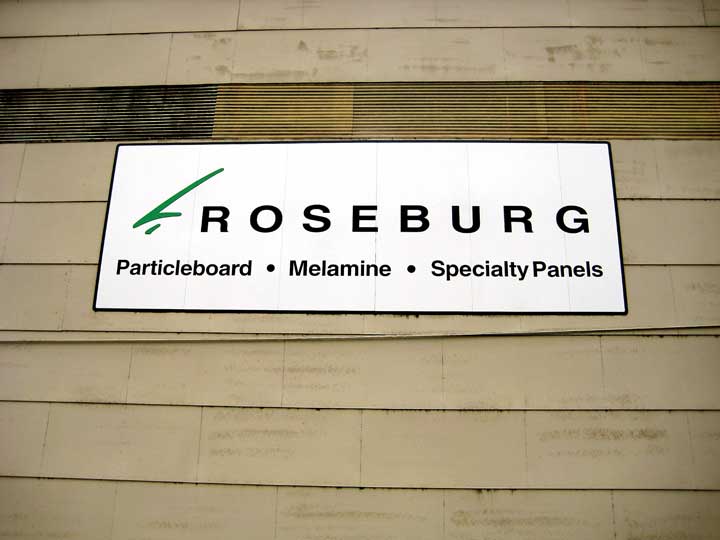 ROSEBURG
Particleboard • Melamine • Specialty Panels